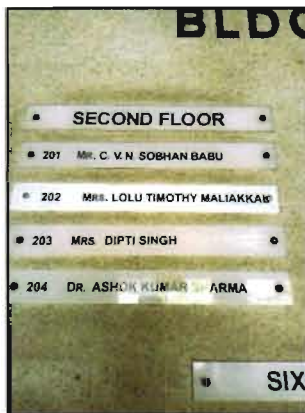 BLDG
SECOND FLOOR
201 MR. C. V. N. SOBHAN BABU
202 MRS. LOLU TIMOTHY MALIAKKAL
203 MRS. DIPTI SINGH
204 DR. ASHOK KUMAR SHARMA
SIX